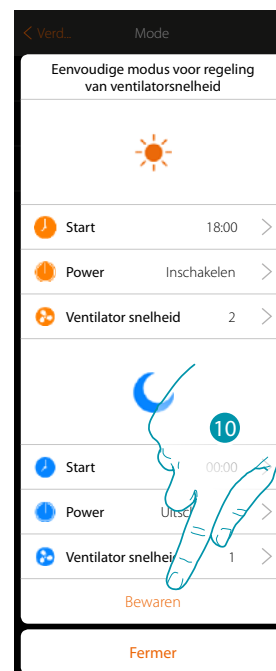 Verd... Mode
Eenvoudige modus voor regeling
van ventilatorsnelheid
Start 18:00
Power Inschakelen
Ventilator snelheid 2
10
Start 00:00
Power
Ventilator 1
Bewaren
Fermer